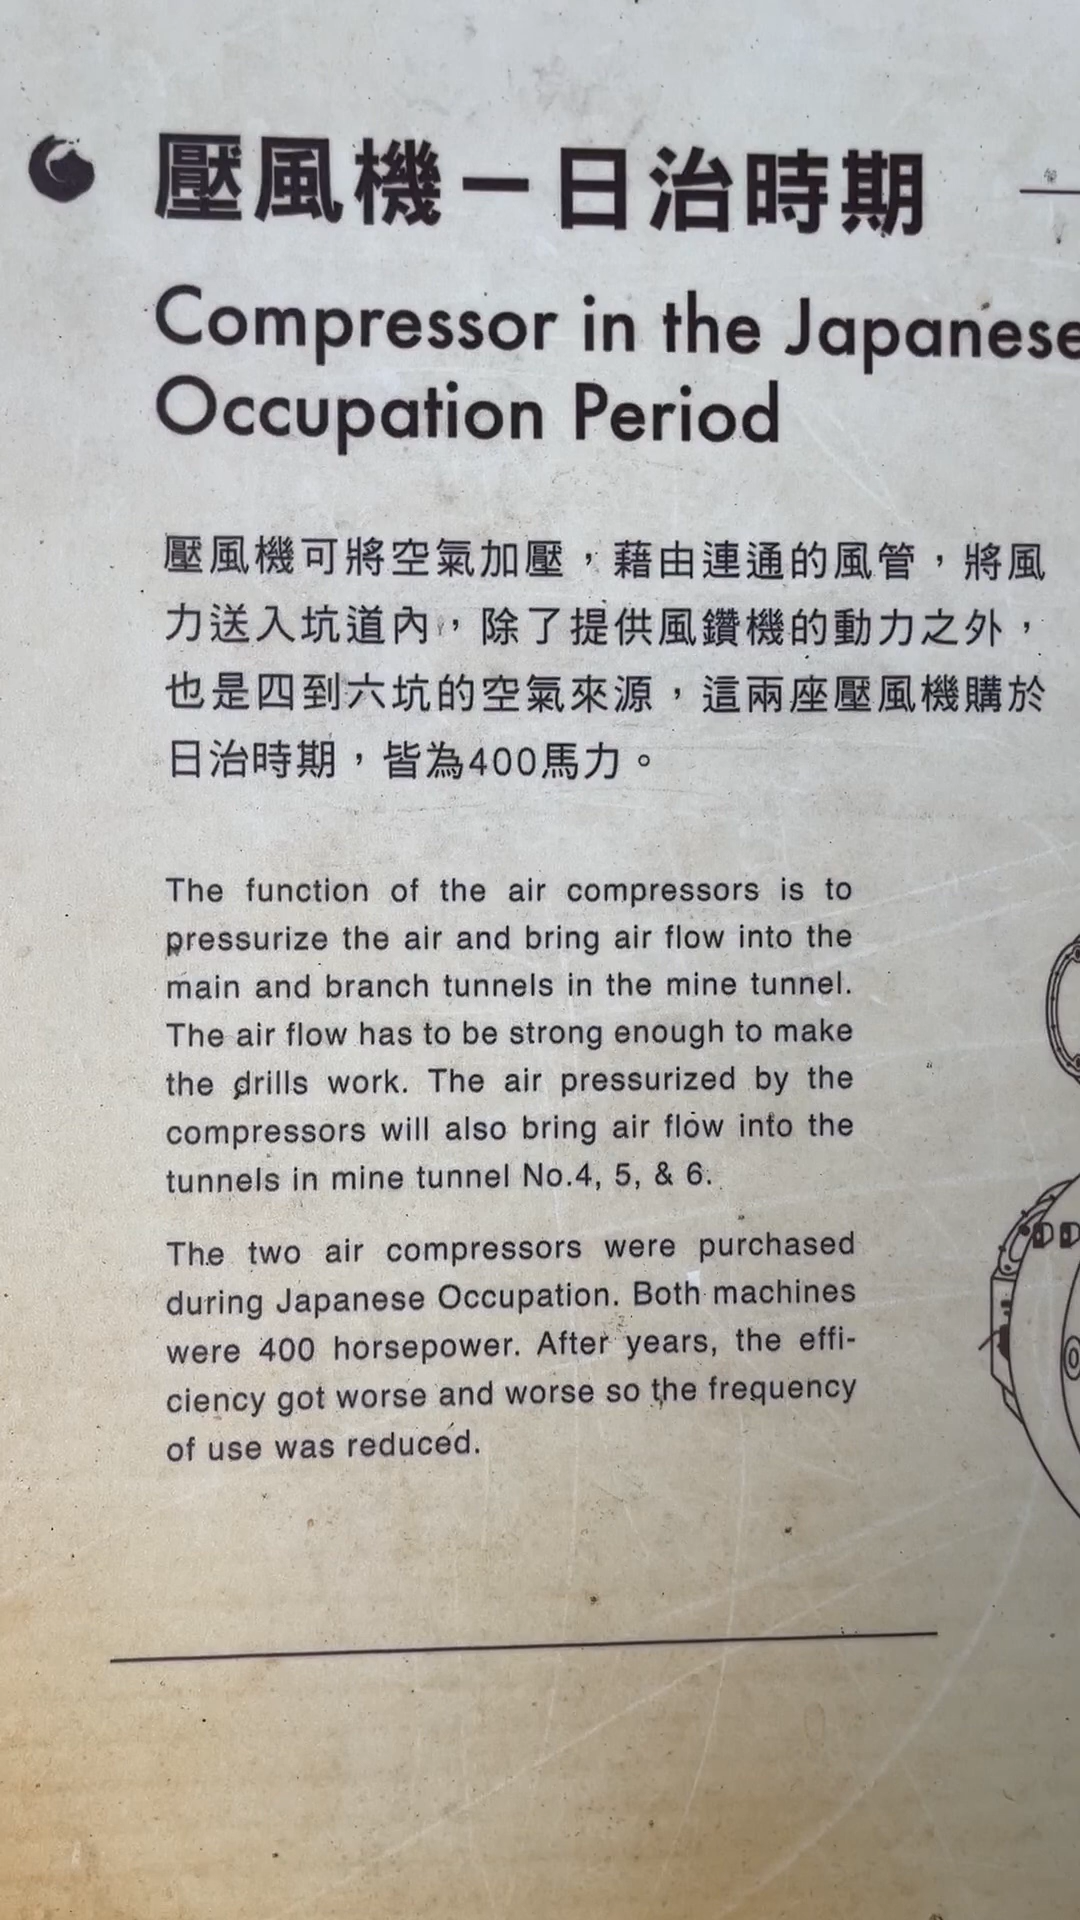 壓風機－日治時期
Compressor in the Japanese
Occupation Period
壓風機可將空氣加壓，藉由連通的風管，將風
力送入坑道內，除了提供風鑽機的動力之外，
也是四到六坑的空氣來源，這兩座壓風機購於
日治時期，皆為400馬力。
The function of the air compressors is to
pressurize the air and bring air flow into the
main and branch tunnels in the mine tunnel.
The air flow has to be strong enough to make
the drills work. The air pressurized by the
compressors will also bring air flow into the
tunnels in mine tunnel No.4, 5, & 6.
The two air compressors were purchased
during Japanese Occupation. Both machines
were 400 horsepower. After years, the effi-
ciency got worse and worse so the frequency
of use was reduced.